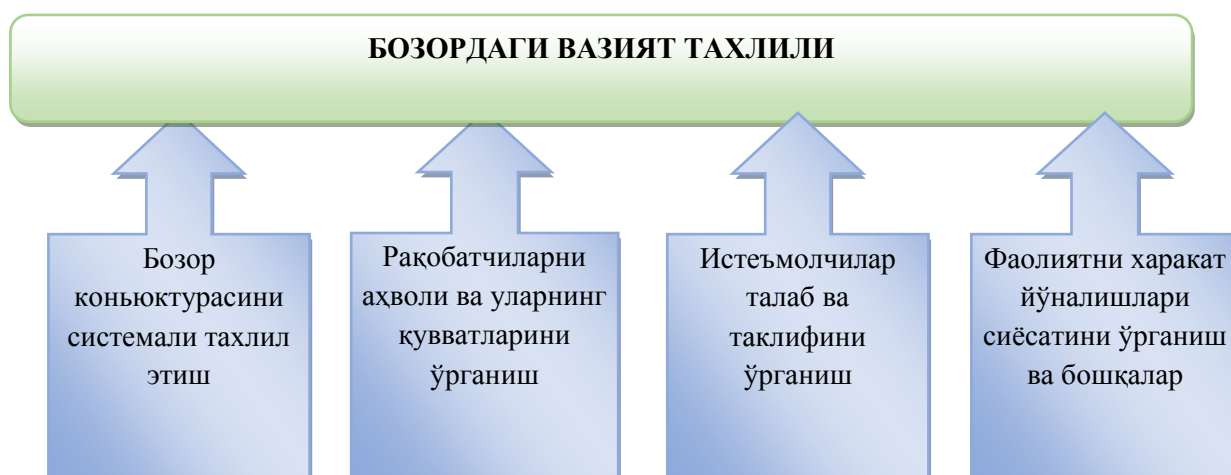 БОЗОРДАГИ ВАЗИЯТ ТАХЛИЛИ
Бозор
коньюктурасини
системали тахлил
этиш
Рақобатчиларни
аҳволи ва уларнинг
қувватларини
ўрганиш
Истеъмолчилар
талаб ва
таклифини
ўрганиш
Фаолиятни харакат
йўналишлари
сиёсатини ўрганиш
ва бошқалар